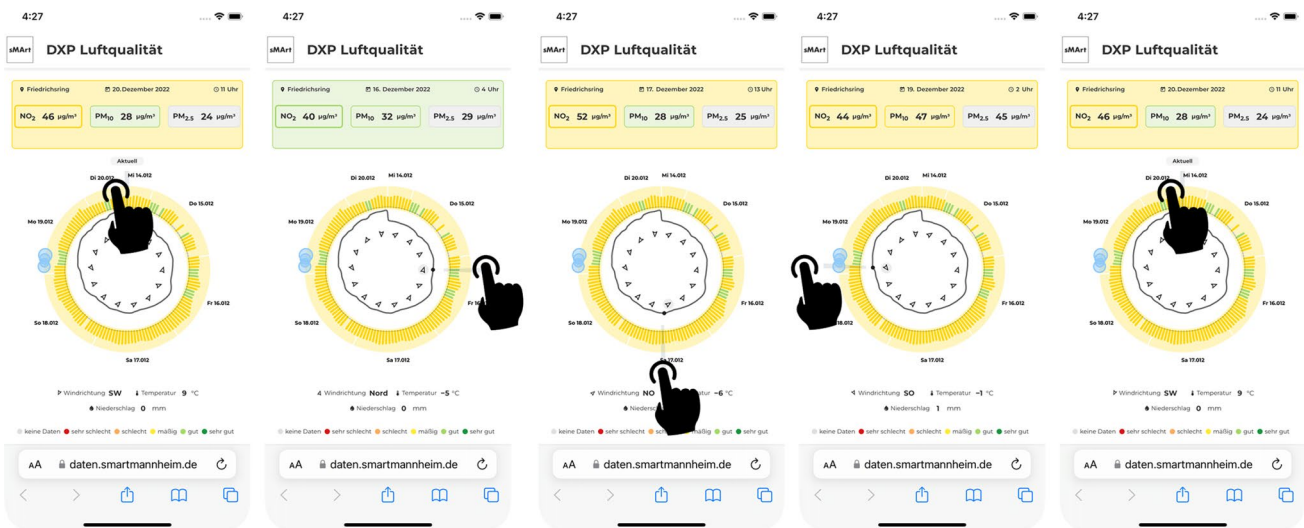 4:27
sMArt DXP Luftqualität
Friedrichsring 20.Dezember 2022 11 Uhr
NO2 46 µg/m³ PM10 28 µg/m³ PM2.5 24 µg/m³
Aktuell
Di 20.012 Mi 14.012
Do 15.012
Mo 19.012
Fr 16.012
So 18.012
Sa 17.012
Windrichtung SW Temperatur 9 °C
Niederschlag 0 mm
keine Daten sehr schlecht schlecht mäßig gut sehr gut
AA daten.smartmannheim.de
4:27
sMArt DXP Luftqualität
Friedrichsring 16. Dezember 2022 4 Uhr
NO2 40 µg/m³ PM10 32 µg/m³ PM2.5 29 µg/m³
Di 20.012 Mi 14.012
Do 15.012
Mo 19.012
Fr 16
So 18.012
Sa 17.012
Windrichtung Nord Temperatur -5 °C
Niederschlag 0 mm
keine Daten sehr schlecht schlecht mäßig gut sehr gut
AA daten.smartmannheim.de
4:27
sMArt DXP Luftqualität
Friedrichsring 17. Dezember 2022 13 Uhr
NO2 52 µg/m³ PM10 28 µg/m³ PM2.5 25 µg/m³
Di 20.012 Mi 14.012
Do 15.012
Mo 19.012
Fr 16.012
So 18.012
Sa 17.012
Windrichtung NO atur -6 °C
Niedersc
keine Daten sehr schlecht mäßig gut sehr gut
AA daten.smartmannheim.de
4:27
sMArt DXP Luftqualität
Friedrichsring 19. Dezember 2022 2 Uhr
NO2 44 µg/m³ PM10 47 µg/m³ PM2.5 45 µg/m³
Di 20.012 Mi 14.012
Do 15.012
Mo 19.012
Fr 16.012
18.012
Sa 17.012
Windrichtung SO Temperatur -1 °C
Niederschlag 1 mm
keine Daten sehr schlecht schlecht mäßig gut sehr gut
AA daten.smartmannheim.de
4:27
sMArt DXP Luftqualität
Friedrichsring 20.Dezember 2022 11 Uhr
NO2 46 µg/m³ PM10 28 µg/m³ PM2.5 24 µg/m³
Aktuell
Di 20.012 Mi 14.012
Do 15.012
Mo 19.012
Fr 16.012
So 18.012
Sa 17.012
Windrichtung SW Temperatur 9 °C
Niederschlag 0 mm
keine Daten sehr schlecht schlecht mäßig gut sehr gut
AA daten.smartmannheim.de